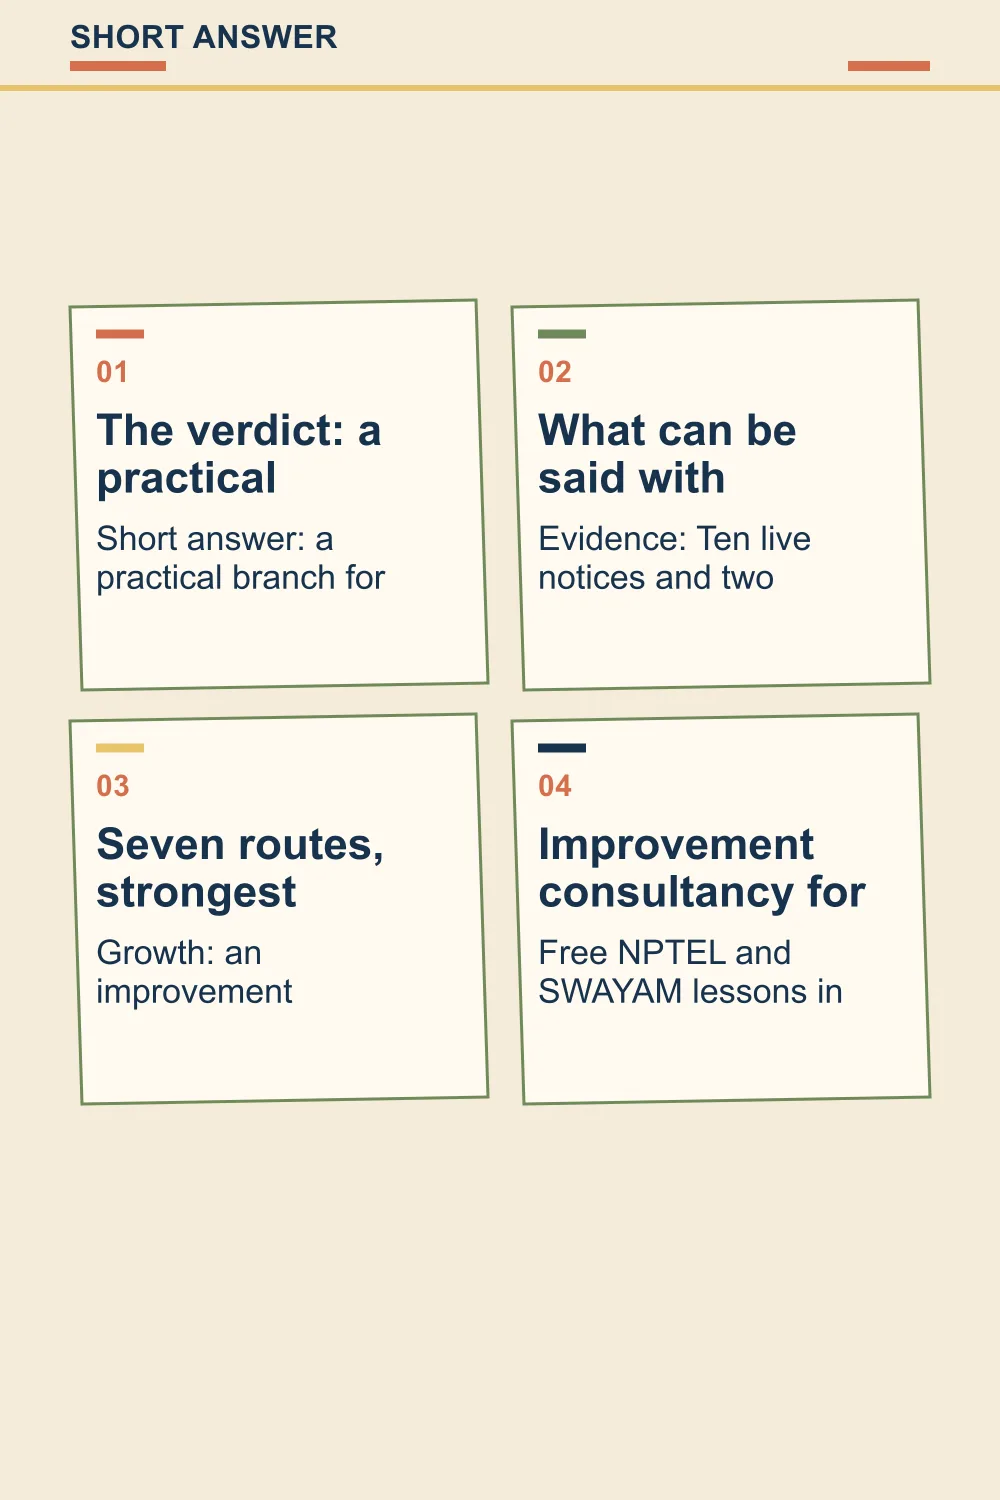 SHORT ANSWER
01
The verdict: a
practical
Short answer: a
practical branch for
02
What can be
said with
Evidence: Ten live
notices and two
03
Seven routes,
strongest
Growth: an
improvement
04
Improvement
consultancy for
Free NPTEL and
SWAYAM lessons in